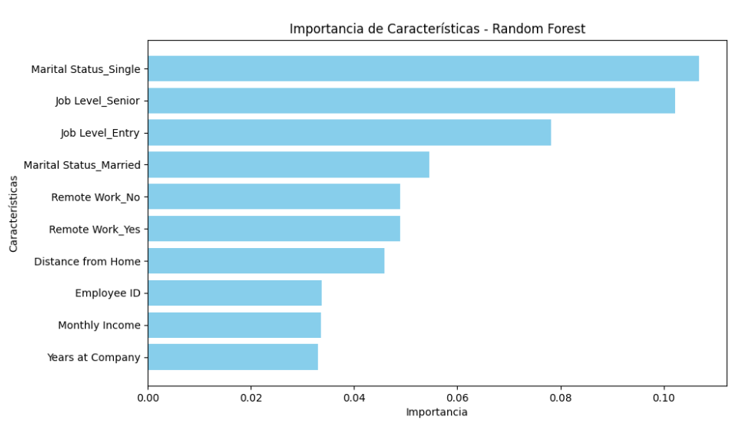 Importancia de Características - Random Forest
Marital Status_Single
Job Level_Senior
Job Level_Entry
Marital Status_Married
Remote Work_No
Remote Work_Yes
Distance from Home
Employee ID
Monthly Income
Years at Company
Características
0.00 0.02 0.04 0.06 0.08 0.10
Importancia